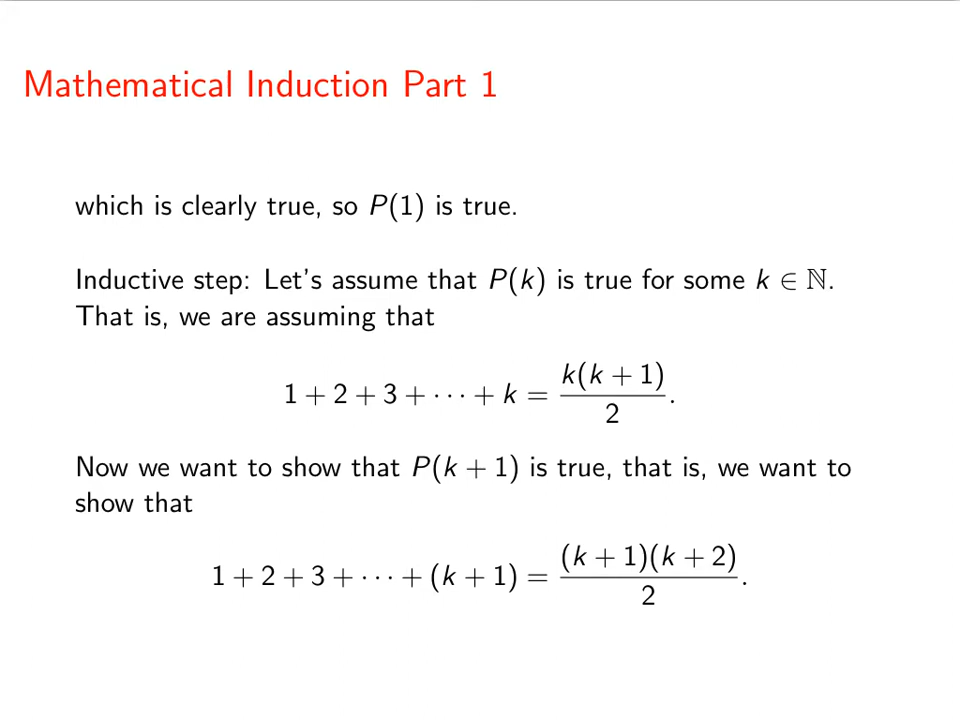 Mathematical Induction Part 1
which is clearly true, so P(1) is true.
Inductive step: Let's assume that P(k) is true for some k ∈ ℕ.
That is, we are assuming that
1 + 2 + 3 + ⋯ + k = k(k + 1)/2.
Now we want to show that P(k + 1) is true, that is, we want to
show that
1 + 2 + 3 + ⋯ + (k + 1) = (k + 1)(k + 2)/2.